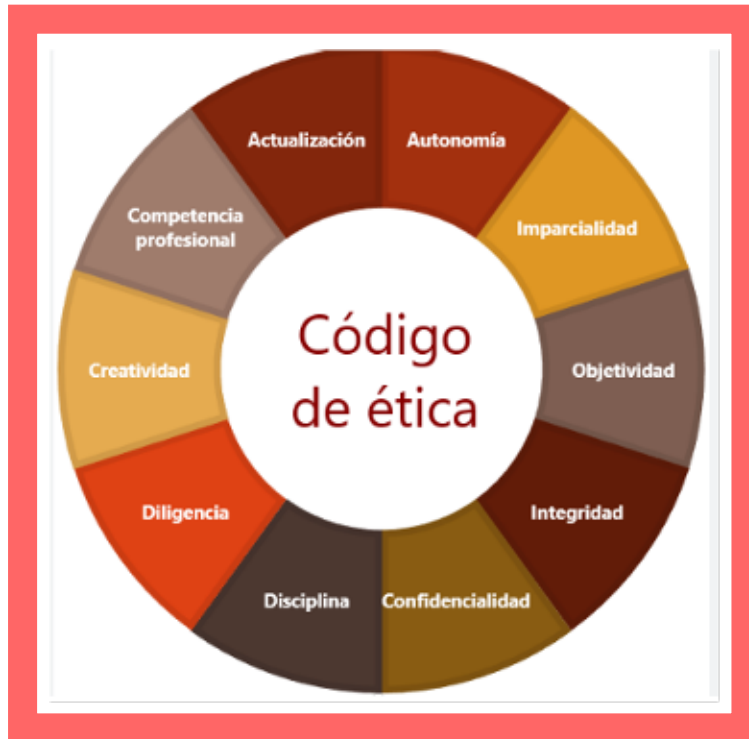 Actualización
Autonomía
Imparcialidad
Objetividad
Integridad
Confidencialidad
Disciplina
Diligencia
Creatividad
Competencia
profesional
Código
de ética